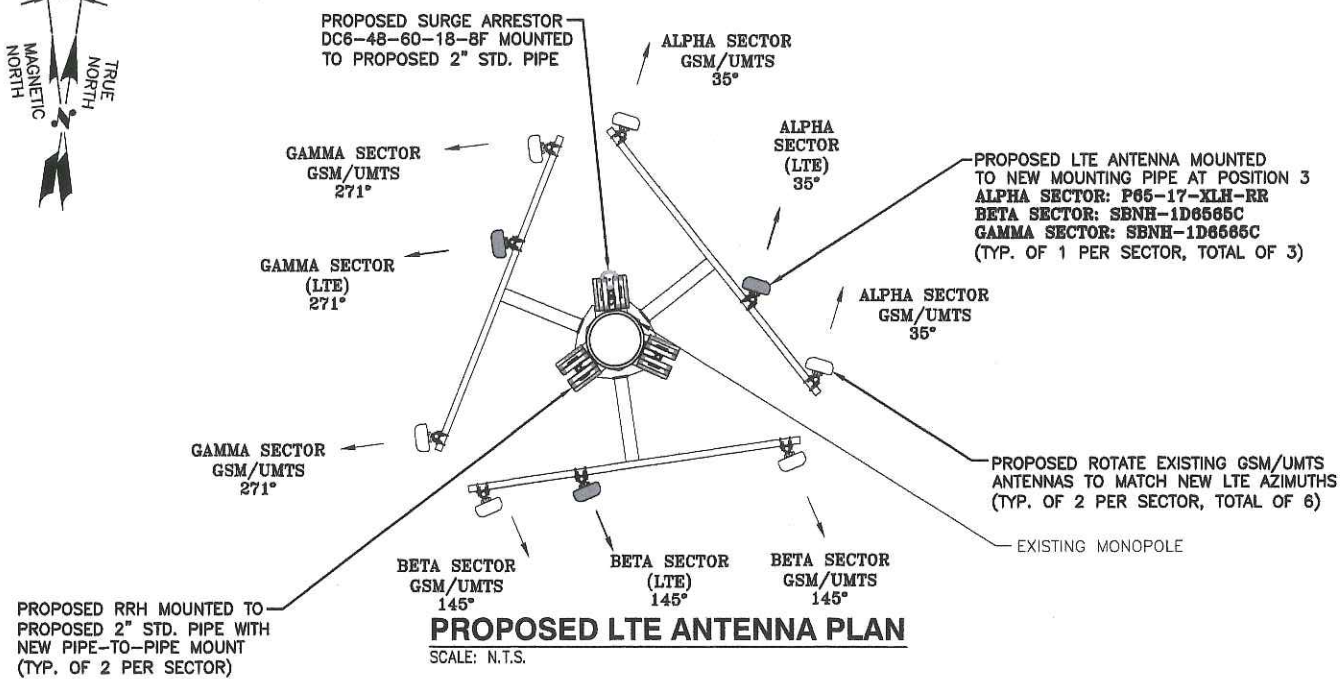 TRUE
NORTH
MAGNETIC
NORTH
N
PROPOSED SURGE ARRESTOR
DC6-48-60-18-8F MOUNTED
TO PROPOSED 2" STD. PIPE
ALPHA SECTOR
GSM/UMTS
35°
GAMMA SECTOR
GSM/UMTS
271°
ALPHA
SECTOR
(LTE)
35°
PROPOSED LTE ANTENNA MOUNTED
TO NEW MOUNTING PIPE AT POSITION 3
ALPHA SECTOR: P65-17-XLH-RR
BETA SECTOR: SBNH-1D6565C
GAMMA SECTOR: SBNH-1D6565C
(TYP. OF 1 PER SECTOR, TOTAL OF 3)
GAMMA SECTOR
(LTE)
271°
ALPHA SECTOR
GSM/UMTS
35°
GAMMA SECTOR
GSM/UMTS
271°
PROPOSED ROTATE EXISTING GSM/UMTS
ANTENNAS TO MATCH NEW LTE AZIMUTHS
(TYP. OF 2 PER SECTOR, TOTAL OF 6)
EXISTING MONOPOLE
BETA SECTOR
GSM/UMTS
145°
BETA SECTOR
(LTE)
145°
BETA SECTOR
GSM/UMTS
145°
PROPOSED RRH MOUNTED TO
PROPOSED 2" STD. PIPE WITH
NEW PIPE-TO-PIPE MOUNT
(TYP. OF 2 PER SECTOR)
PROPOSED LTE ANTENNA PLAN
SCALE: N.T.S.